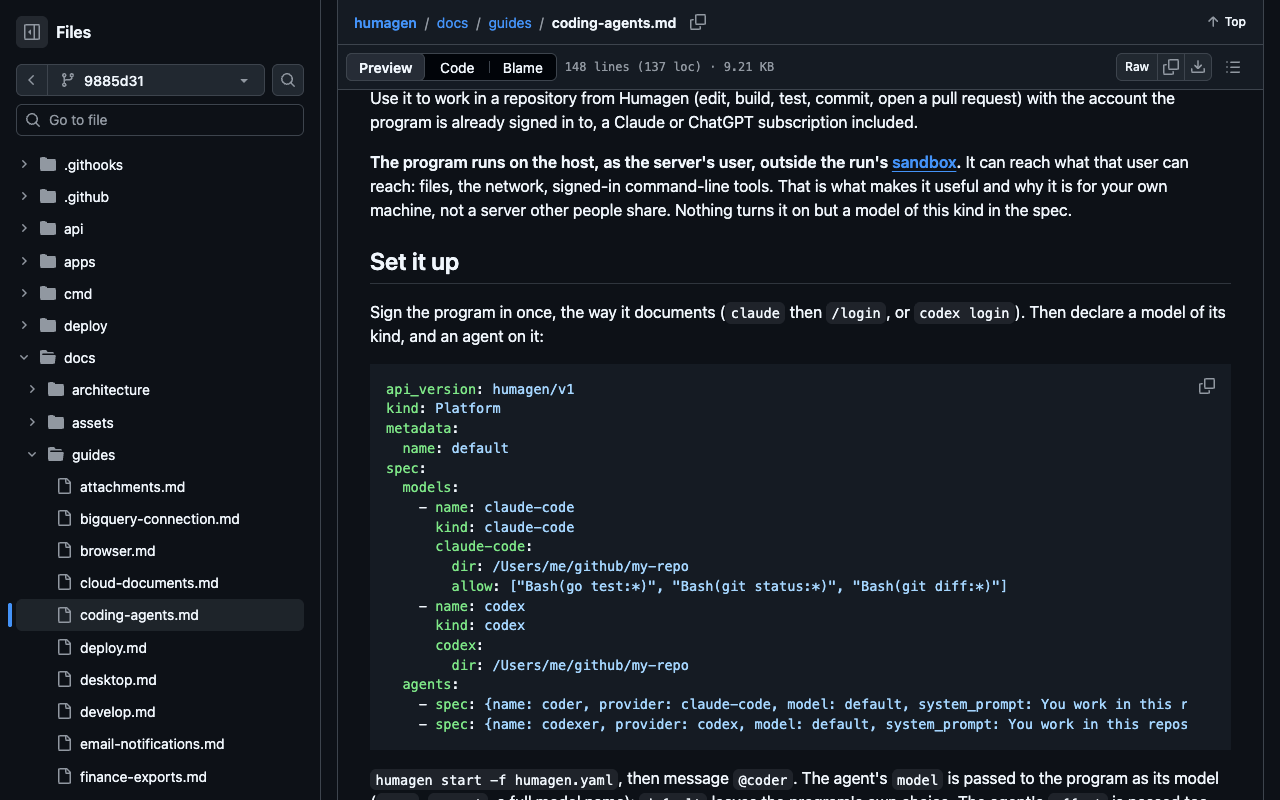 Files
humagen / docs / guides / coding-agents.md
Top
9885d31
Preview Code Blame 148 lines (137 loc) · 9.21 KB Raw
Go to file
.githooks
.github
api
apps
cmd
deploy
docs
architecture
assets
guides
attachments.md
bigquery-connection.md
browser.md
cloud-documents.md
coding-agents.md
deploy.md
desktop.md
develop.md
email-notifications.md
finance-exports.md
Use it to work in a repository from Humagen (edit, build, test, commit, open a pull request) with the account the
program is already signed in to, a Claude or ChatGPT subscription included.
The program runs on the host, as the server's user, outside the run's sandbox. It can reach what that user can
reach: files, the network, signed-in command-line tools. That is what makes it useful and why it is for your own
machine, not a server other people share. Nothing turns it on but a model of this kind in the spec.
Set it up
Sign the program in once, the way it documents ( claude then /login , or codex login ). Then declare a model of its
kind, and an agent on it:
api_version: humagen/v1
kind: Platform
metadata:
  name: default
spec:
  models:
    - name: claude-code
      kind: claude-code
      claude-code:
        dir: /Users/me/github/my-repo
        allow: ["Bash(go test:*)", "Bash(git status:*)", "Bash(git diff:*)"]
    - name: codex
      kind: codex
      codex:
        dir: /Users/me/github/my-repo
  agents:
    - spec: {name: coder, provider: claude-code, model: default, system_prompt: You work in this r
    - spec: {name: codexer, provider: codex, model: default, system_prompt: You work in this repos
humagen start -f humagen.yaml , then message @coder . The agent's model is passed to the program as its model